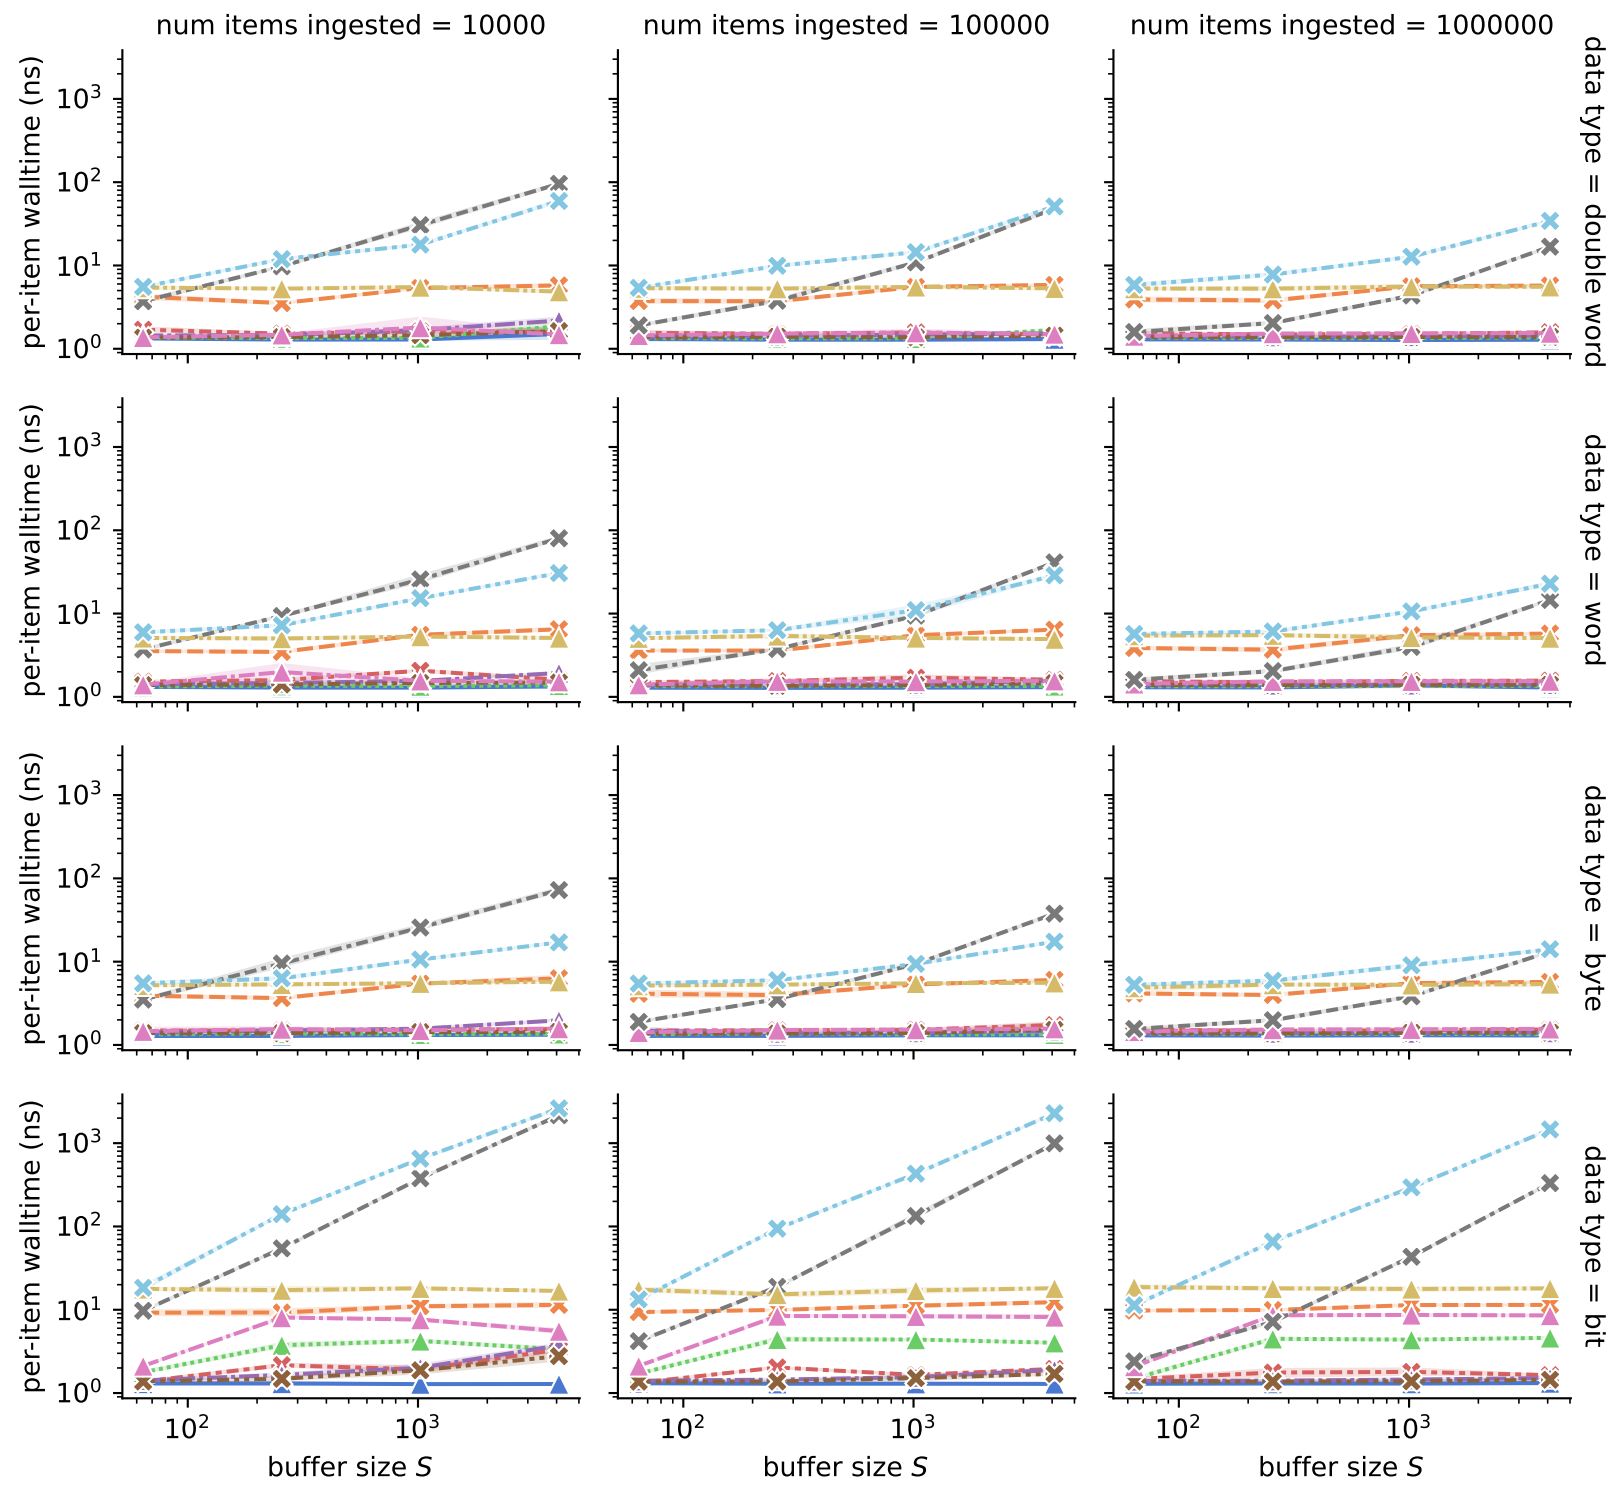 num items ingested = 10000
num items ingested = 100000
num items ingested = 1000000
per-item walltime (ns)
10³
10²
10¹
10⁰
data type = double word
per-item walltime (ns)
10³
10²
10¹
10⁰
data type = word
per-item walltime (ns)
10³
10²
10¹
10⁰
data type = byte
per-item walltime (ns)
10³
10²
10¹
10⁰
data type = bit
10²
10³
10²
10³
10²
10³
buffer size S
buffer size S
buffer size S